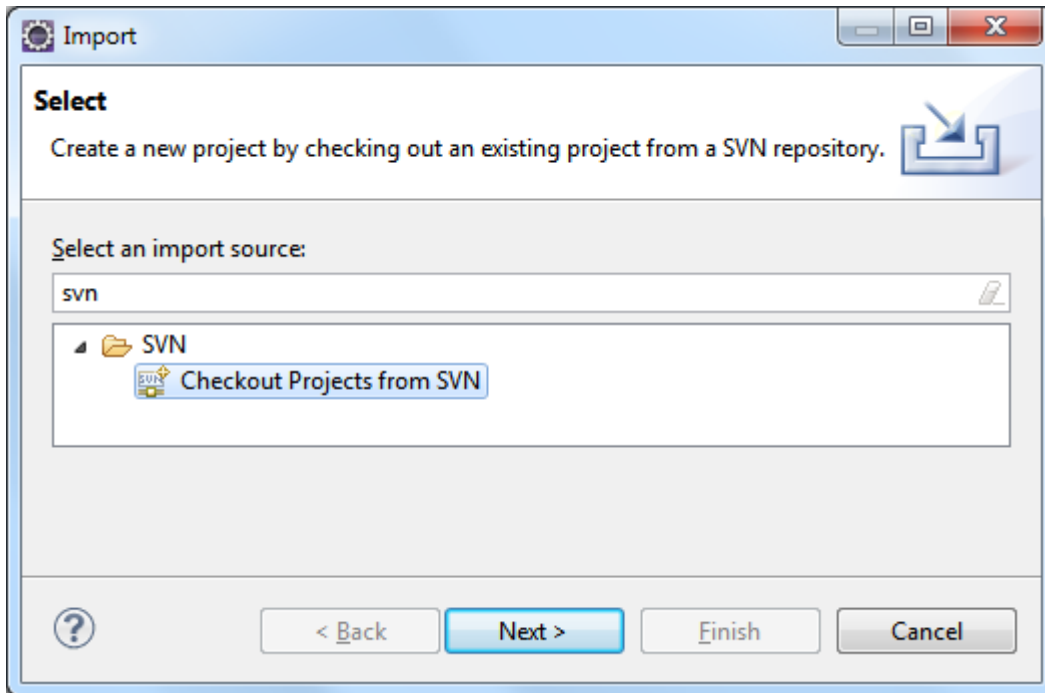 Import
Select
Create a new project by checking out an existing project from a SVN repository.
Select an import source:
svn
SVN
Checkout Projects from SVN
? < Back Next > Finish Cancel